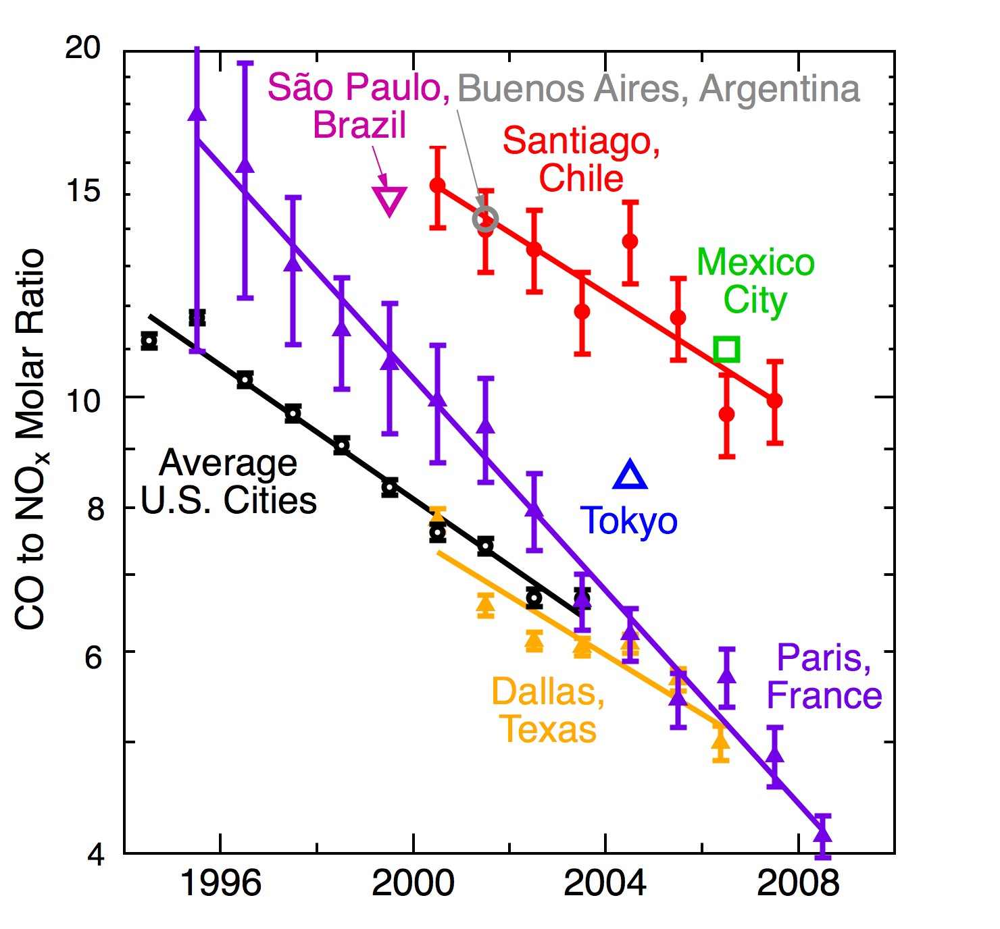 20
São Paulo,
Brazil
Buenos Aires, Argentina
Santiago,
Chile
15
Mexico
City
CO to NOx Molar Ratio
10
Average
U.S. Cities
8
Tokyo
6
Paris,
France
Dallas,
Texas
4
1996
2000
2004
2008